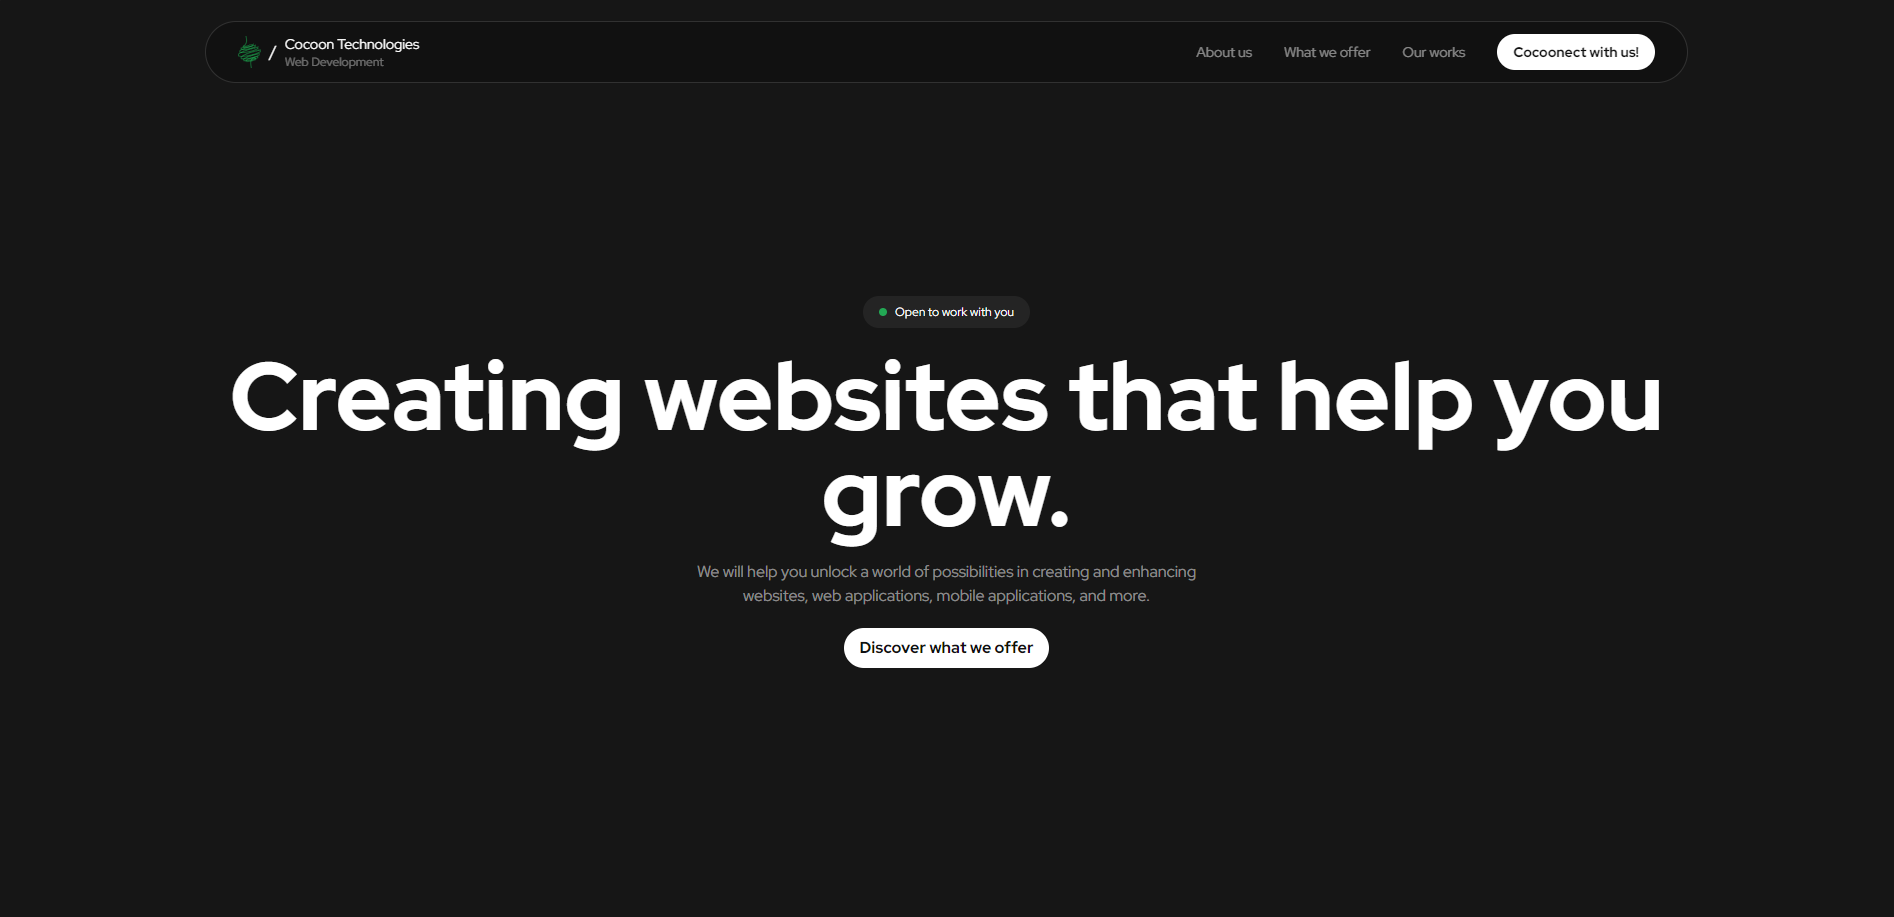 /
Cocoon Technologies
Web Development
About us
What we offer
Our works
Cocoonect with us!
Open to work with you
Creating websites that help you
grow.
We will help you unlock a world of possibilities in creating and enhancing
websites, web applications, mobile applications, and more.
Discover what we offer